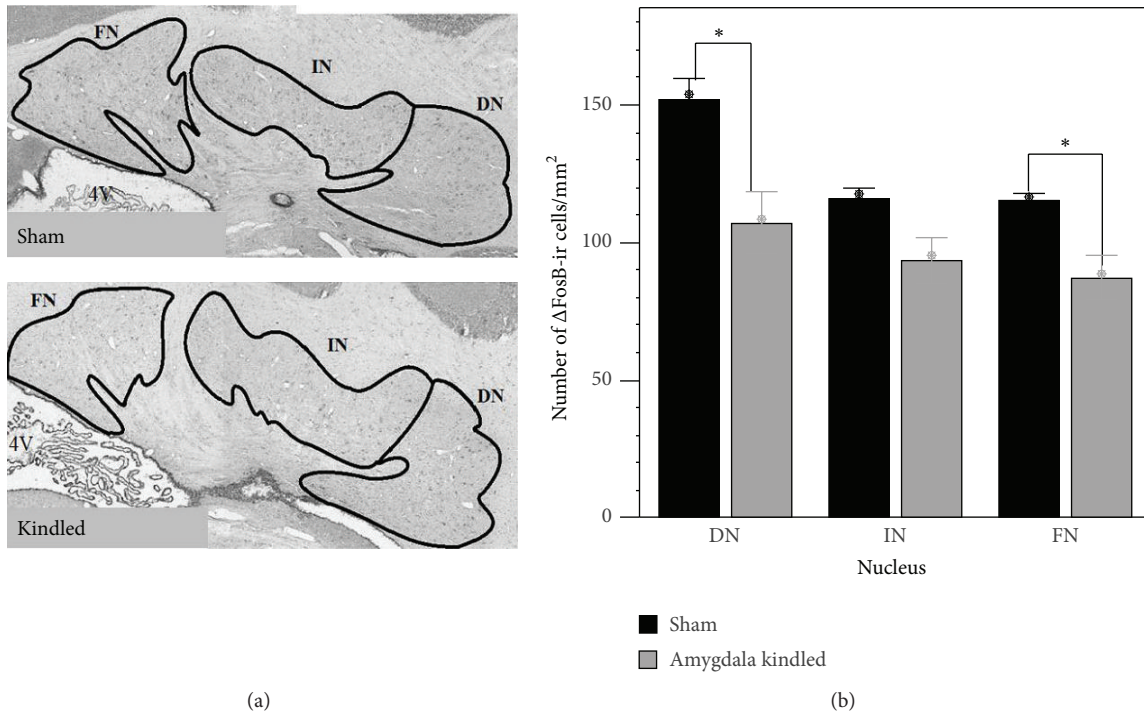 FN
IN
DN
4V
Sham
FN
IN
DN
4V
Kindled
(a)
Number of ΔFosB-ir cells/mm²
150
100
50
0
*
*
DN IN FN
Nucleus
Sham
Amygdala kindled
(b)